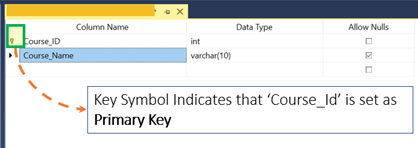 Column Name Data Type Allow Nulls
Course_ID int
Course_Name varchar(10)
Key Symbol Indicates that ‘Course_Id’ is set as
Primary Key